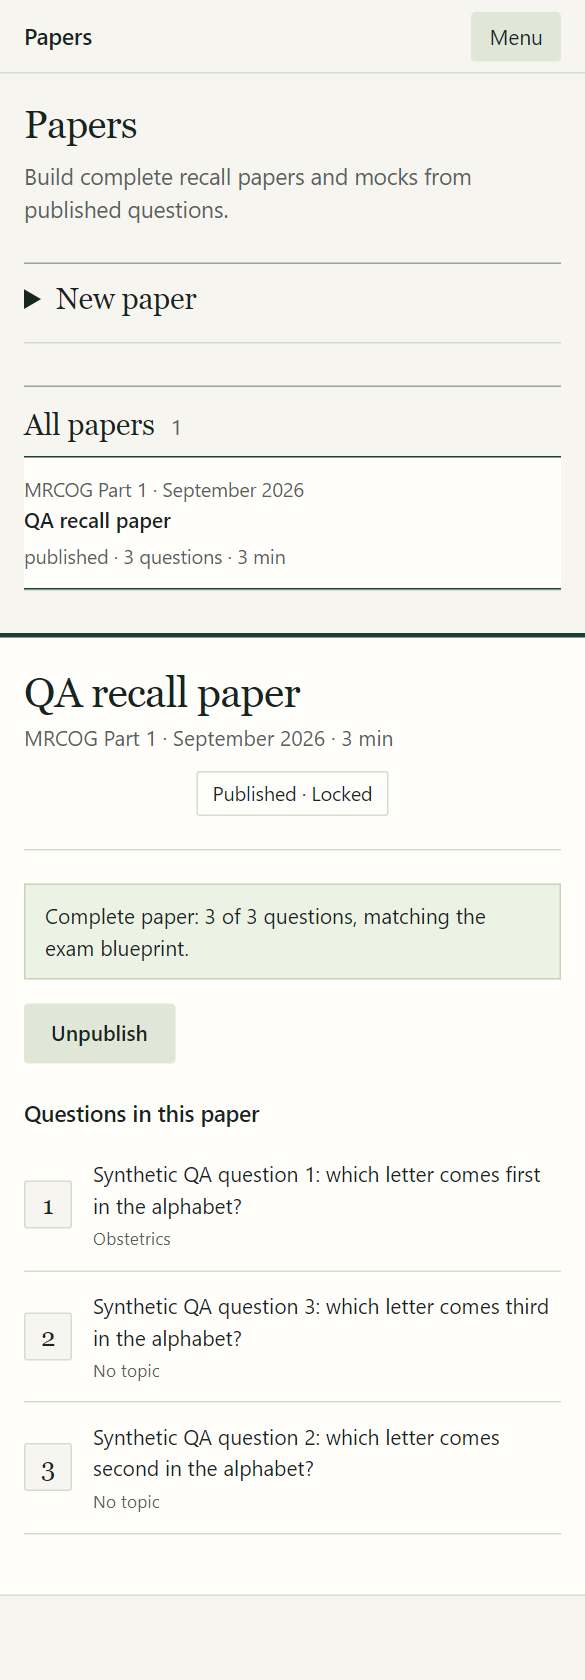 Papers
Menu
Papers
Build complete recall papers and mocks from
published questions.
New paper
All papers 1
MRCOG Part 1 · September 2026
QA recall paper
published · 3 questions · 3 min
QA recall paper
MRCOG Part 1 · September 2026 · 3 min
Published · Locked
Complete paper: 3 of 3 questions, matching the
exam blueprint.
Unpublish
Questions in this paper
1
Synthetic QA question 1: which letter comes first
in the alphabet?
Obstetrics
2
Synthetic QA question 3: which letter comes third
in the alphabet?
No topic
3
Synthetic QA question 2: which letter comes
second in the alphabet?
No topic